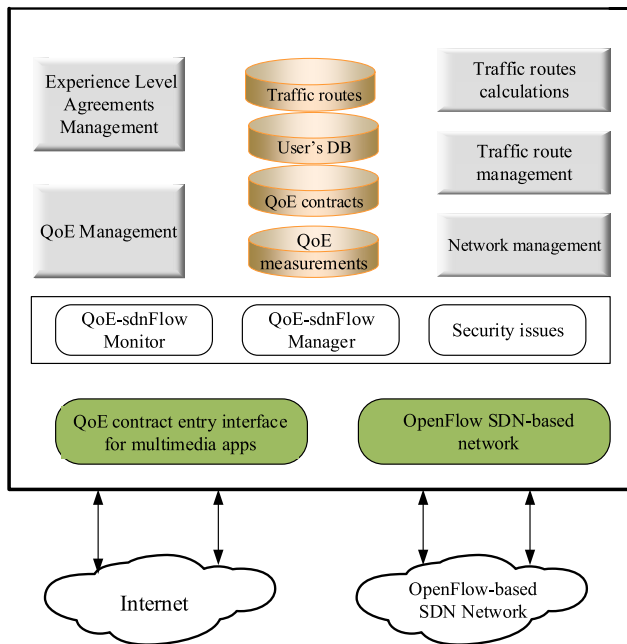 Experience Level
Agreements
Management
QoE Management
Traffic routes
User's DB
QoE contracts
QoE
measurements
Traffic routes
calculations
Traffic route
management
Network management
QoE-sdnFlow
Monitor
QoE-sdnFlow
Manager
Security issues
QoE contract entry interface
for multimedia apps
OpenFlow SDN-based
network
Internet
OpenFlow-based
SDN Network